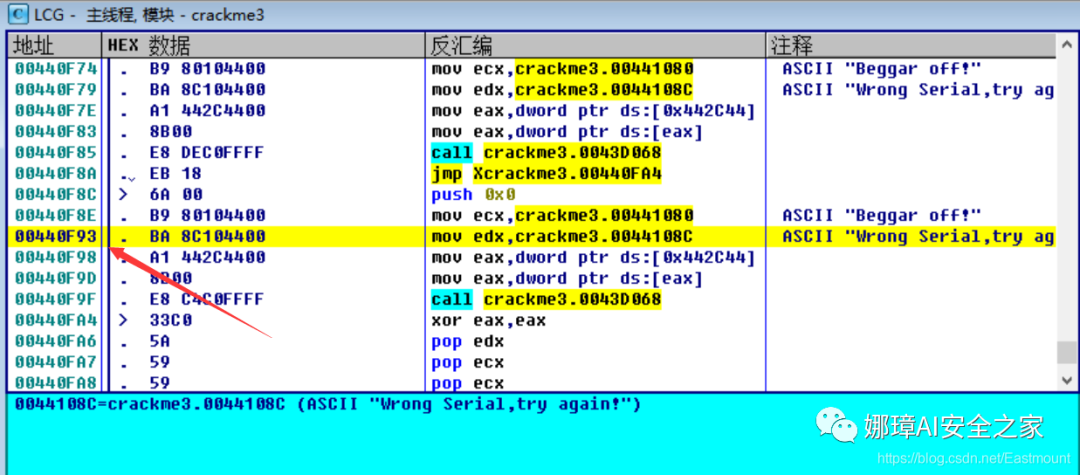 C LCG - 主线程, 模块 - crackme3
地址 HEX 数据 反汇编 注释
00440F74 . B9 80104400 mov ecx,crackme3.00441080 ASCII "Beggar off!"
00440F79 . BA 8C104400 mov edx,crackme3.0044108C ASCII "Wrong Serial,try ag
00440F7E . A1 442C4400 mov eax,dword ptr ds:[0x442C44]
00440F83 . 8B00 mov eax,dword ptr ds:[eax]
00440F85 . E8 DEC0FFFF call crackme3.0043D068
00440F8A . EB 18 jmp Xcrackme3.00440FA4
00440F8C > 6A 00 push 0x0
00440F8E . B9 80104400 mov ecx,crackme3.00441080 ASCII "Beggar off!"
00440F93 . BA 8C104400 mov edx,crackme3.0044108C ASCII "Wrong Serial,try ag
00440F98 . A1 442C4400 mov eax,dword ptr ds:[0x442C44]
00440F9D . 8B00 mov eax,dword ptr ds:[eax]
00440F9F . E8 C4C0FFFF call crackme3.0043D068
00440FA4 > 33C0 xor eax,eax
00440FA6 . 5A pop edx
00440FA7 . 59 pop ecx
00440FA8 . 59 pop ecx
0044108C=crackme3.0044108C (ASCII "Wrong Serial,try again!")
娜璋AI安全之家
https://blog.csdn.net/Eastmount